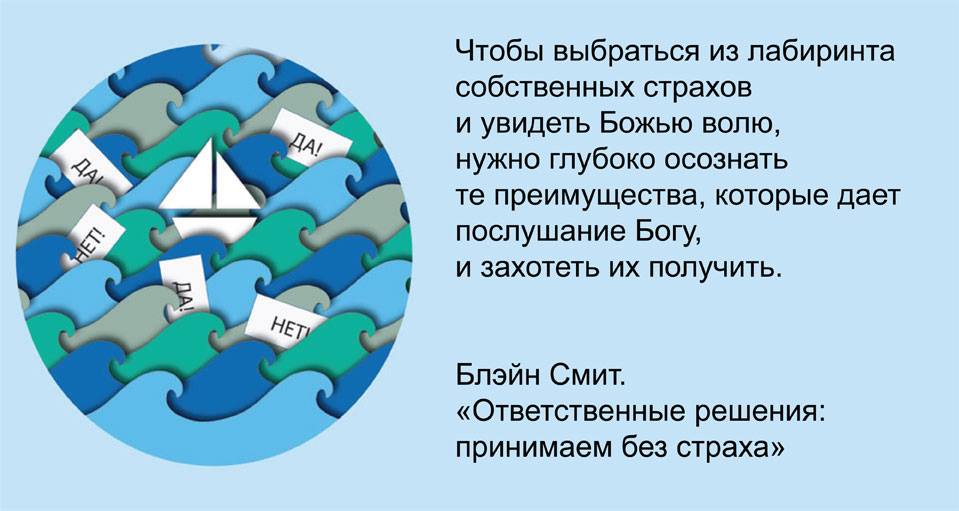 Чтобы выбраться из лабиринта
собственных страхов
и увидеть Божью волю,
нужно глубоко осознать
те преимущества, которые дает
послушание Богу,
и захотеть их получить.
Блэйн Смит.
«Ответственные решения:
принимаем без страха»
ДА!
ДА!
НЕТ!
ДА!
НЕТ!